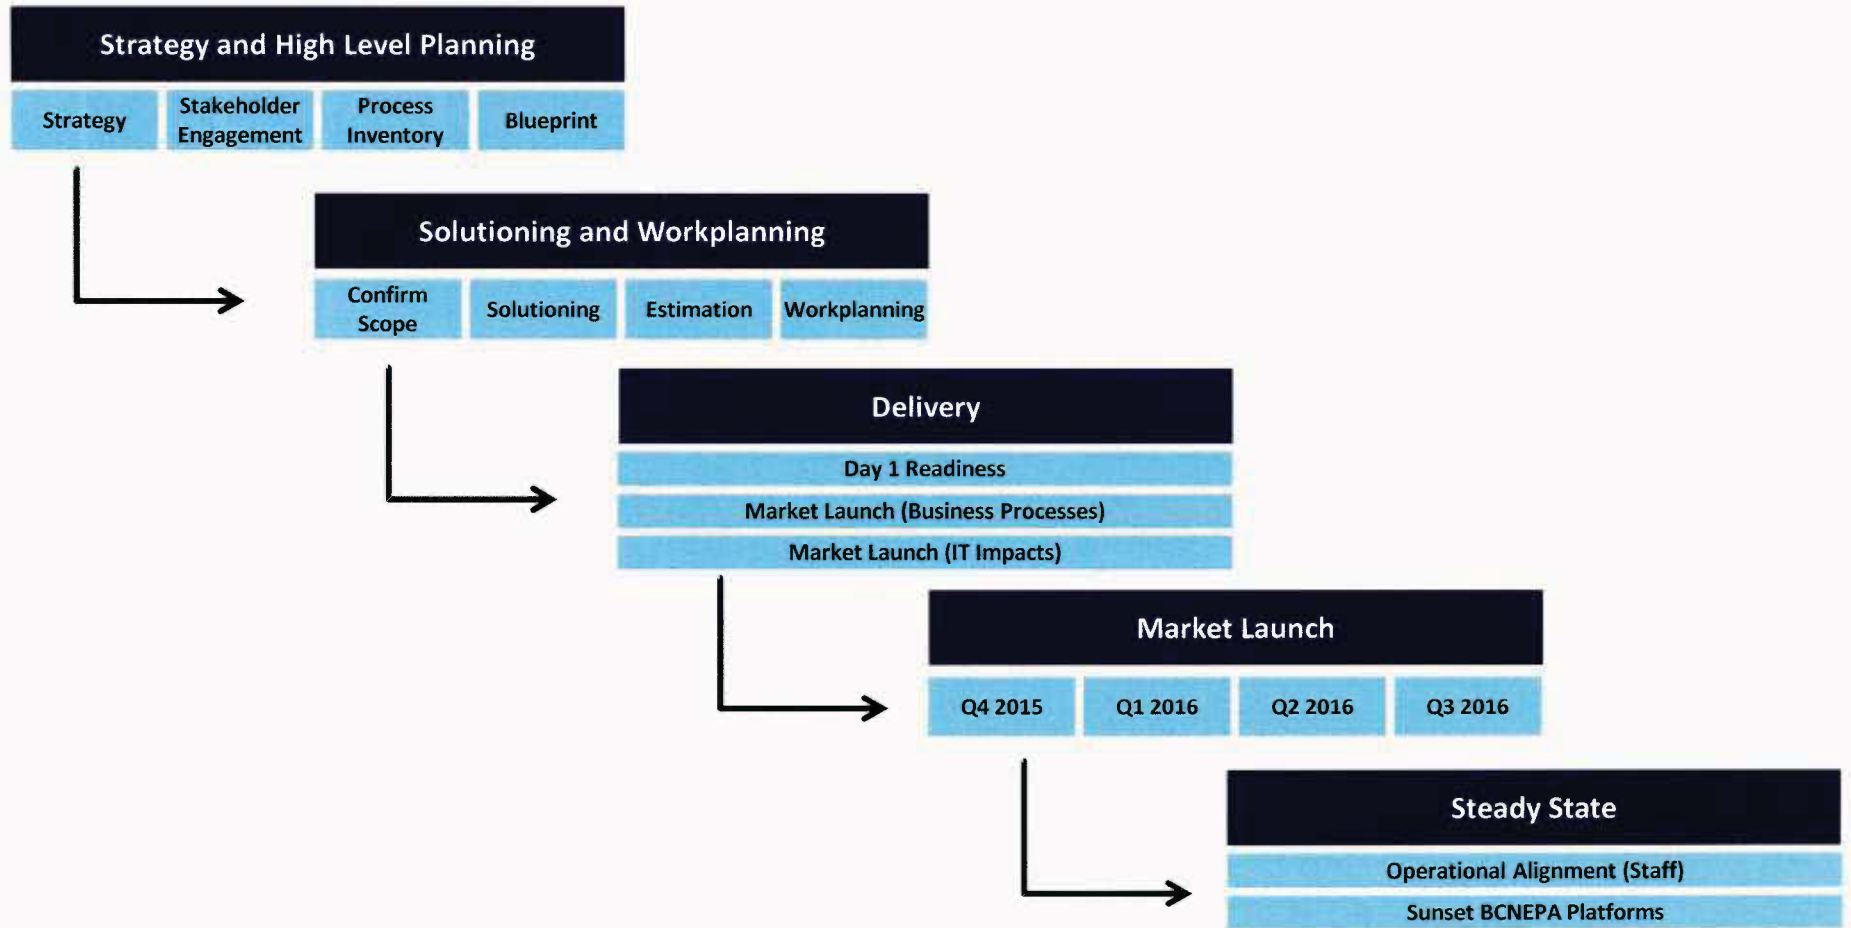 Strategy and High Level Planning
Strategy
Stakeholder
Engagement
Process
Inventory
Blueprint
Solutioning and Workplanning
Confirm
Scope
Solutioning
Estimation
Workplanning
Delivery
Day 1 Readiness
Market Launch (Business Processes)
Market Launch (IT Impacts)
Market Launch
Q4 2015
Q1 2016
Q2 2016
Q3 2016
Steady State
Operational Alignment (Staff)
Sunset BCNEPA Platforms